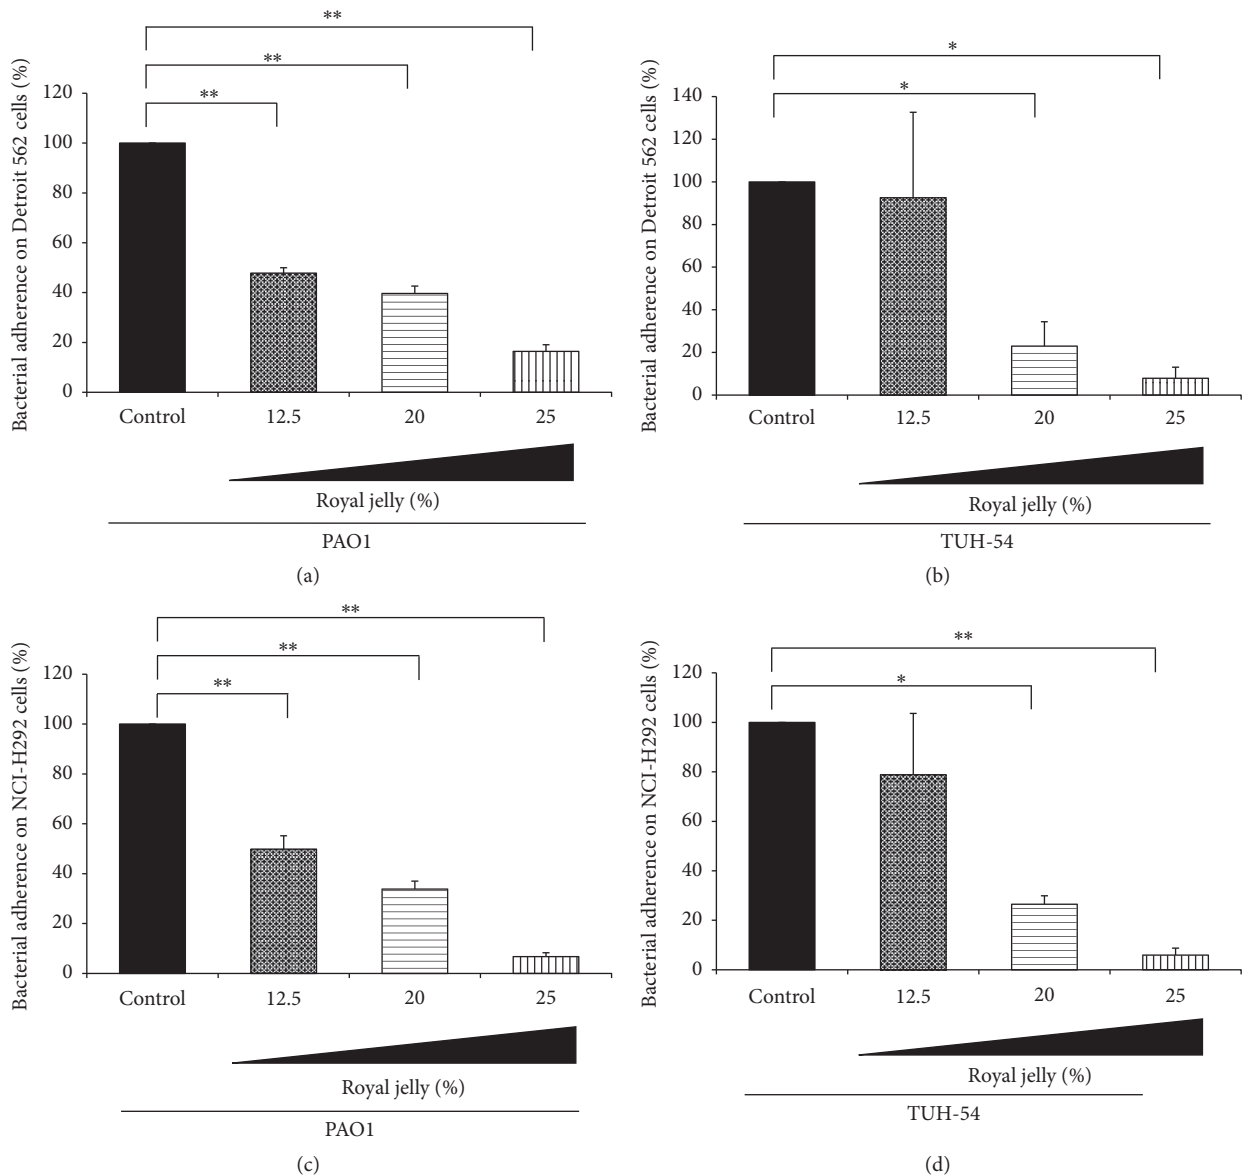 **
**
**
Bacterial adherence on Detroit 562 cells (%)
120
100
80
60
40
20
0
Control 12.5 20 25
Royal jelly (%)
PAO1
(a)
*
*
Bacterial adherence on Detroit 562 cells (%)
140
120
100
80
60
40
20
0
Control 12.5 20 25
Royal jelly (%)
TUH-54
(b)
**
**
**
Bacterial adherence on NCI-H292 cells (%)
120
100
80
60
40
20
0
Control 12.5 20 25
Royal jelly (%)
PAO1
(c)
**
*
Bacterial adherence on NCI-H292 cells (%)
120
100
80
60
40
20
0
Control 12.5 20 25
Royal jelly (%)
TUH-54
(d)